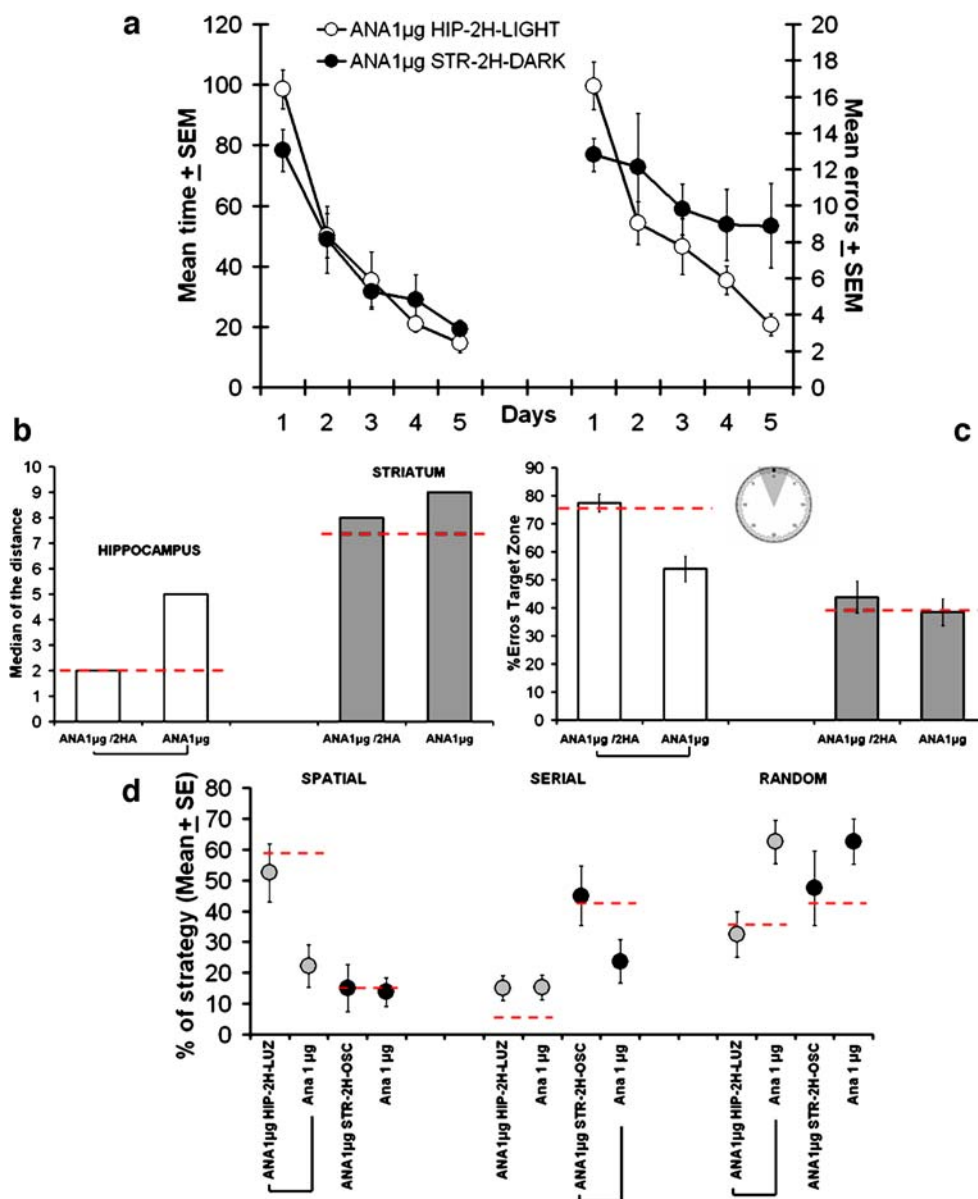 a
ANA1µg HIP-2H-LIGHT
ANA1µg STR-2H-DARK
Mean time ± SEM
120
100
80
60
40
20
0
Mean errors ± SEM
20
18
16
14
12
10
8
6
4
2
0
1 2 3 4 5
Days
1 2 3 4 5
b
Median of the distance
10
9
8
7
6
5
4
3
2
1
0
HIPPOCAMPUS
STRIATUM
ANA1µg /2HA
ANA1µg
ANA1µg /2HA
ANA1µg
c
%Erros Target Zone
90
80
70
60
50
40
30
20
10
0
ANA1µg /2HA
ANA1µg
ANA1µg /2HA
ANA1µg
d
SPATIAL
SERIAL
RANDOM
% of strategy (Mean ± SE)
80
70
60
50
40
30
20
10
0
ANA1µg HIP-2H-LUZ
Ana 1 µg
ANA1µg STR-2H-OSC
Ana 1 µg
ANA1µg HIP-2H-LUZ
Ana 1 µg
ANA1µg STR-2H-OSC
Ana 1 µg
ANA1µg HIP-2H-LUZ
Ana 1 µg
ANA1µg STR-2H-OSC
Ana 1 µg